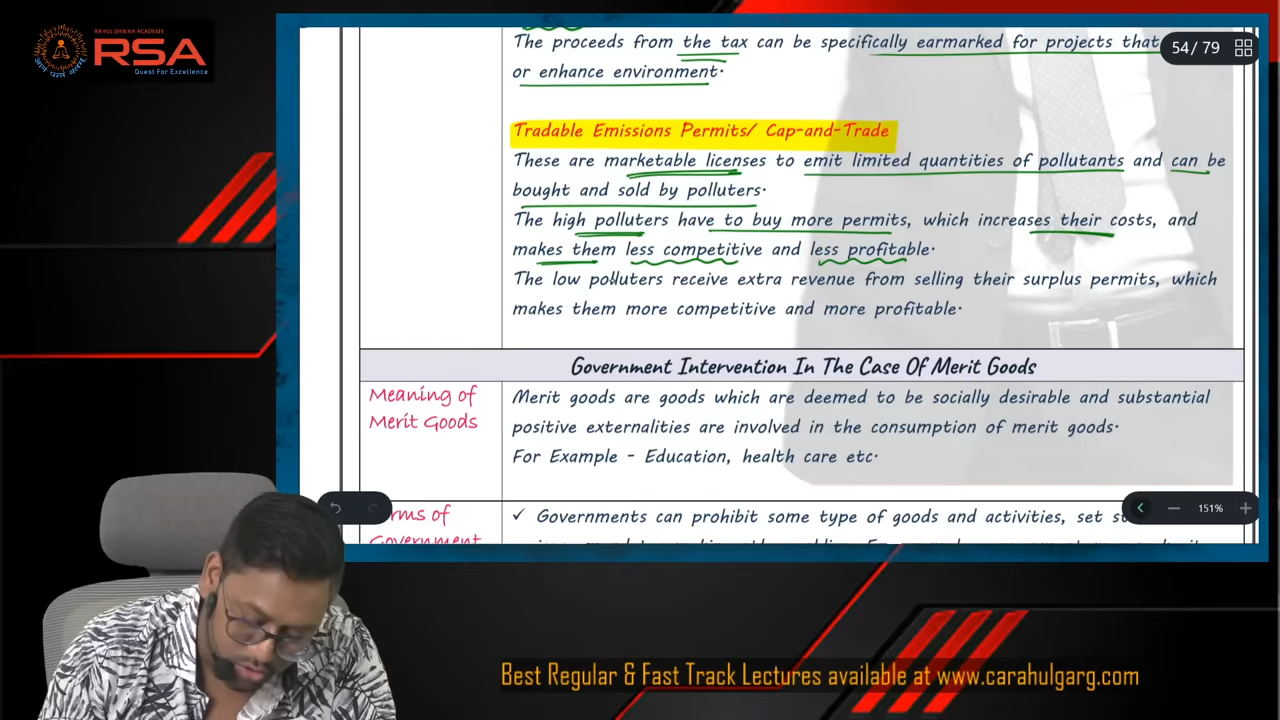 RAHUL SHIKHA ACADEMY
RSA
Quest For Excellence
The proceeds from the tax can be specifically earmarked for projects that
or enhance environment.
54 / 79
Tradable Emissions Permits/ Cap-and-Trade
These are marketable licenses to emit limited quantities of pollutants and can be
bought and sold by polluters.
The high polluters have to buy more permits, which increases their costs, and
makes them less competitive and less profitable.
The low polluters receive extra revenue from selling their surplus permits, which
makes them more competitive and more profitable.
Government Intervention In The Case Of Merit Goods
Meaning of
Merit Goods
Merit goods are goods which are deemed to be socially desirable and substantial
positive externalities are involved in the consumption of merit goods.
For Example - Education, health care etc.
Government
✓ Governments can prohibit some type of goods and activities, set
151%
Best Regular & Fast Track Lectures available at www.carahulgarg.com